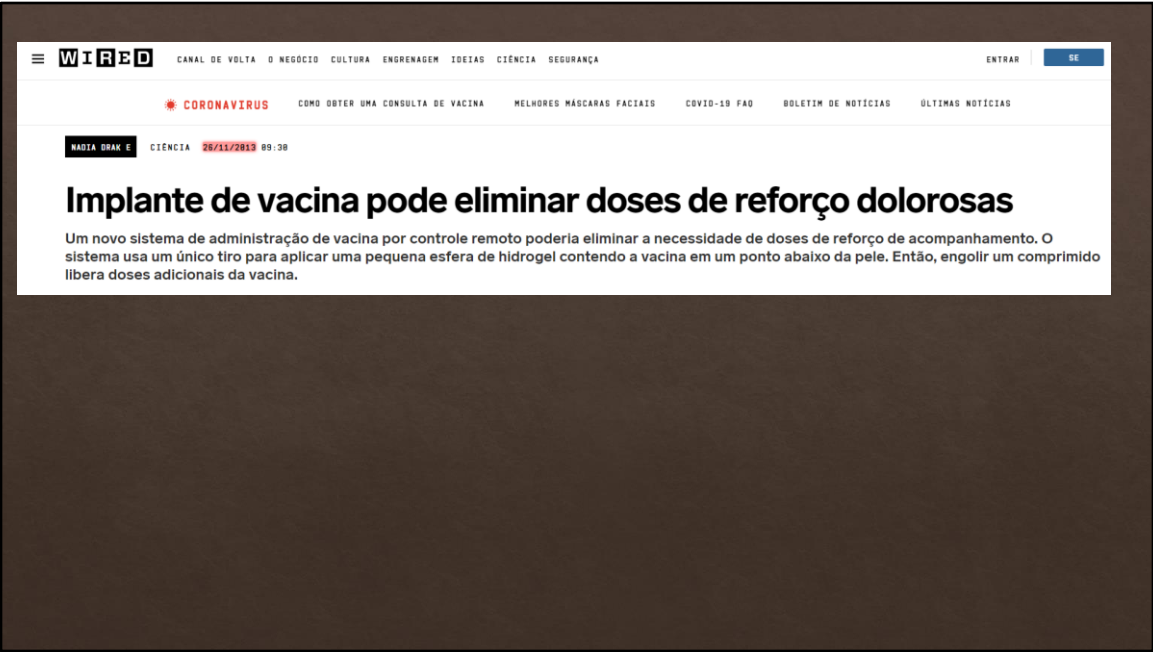 WIRED CANAL DE VOLTA O NEGÓCIO CULTURA ENGRENAGEM IDEIAS CIÊNCIA SEGURANÇA ENTRAR SE
CORONAVIRUS COMO OBTER UMA CONSULTA DE VACINA MELHORES MÁSCARAS FACIAIS COVID-19 FAQ BOLETIM DE NOTÍCIAS ÚLTIMAS NOTÍCIAS
NADIA DRAK E CIÊNCIA 26/11/2013 09:30
Implante de vacina pode eliminar doses de reforço dolorosas
Um novo sistema de administração de vacina por controle remoto poderia eliminar a necessidade de doses de reforço de acompanhamento. O
sistema usa um único tiro para aplicar uma pequena esfera de hidrogel contendo a vacina em um ponto abaixo da pele. Então, engolir um comprimido
libera doses adicionais da vacina.